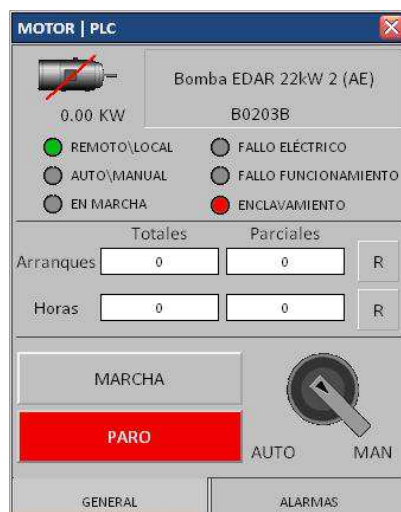 MOTOR | PLC
Bomba EDAR 22kW 2 (AE)
0.00 KW
B0203B
REMOTO\LOCAL
FALLO ELÉCTRICO
AUTO\MANUAL
FALLO FUNCIONAMIENTO
EN MARCHA
ENCLAVAMIENTO
Totales Parciales
Arranques 0 0 R
Horas 0 0 R
MARCHA
PARO
AUTO MAN
GENERAL ALARMAS